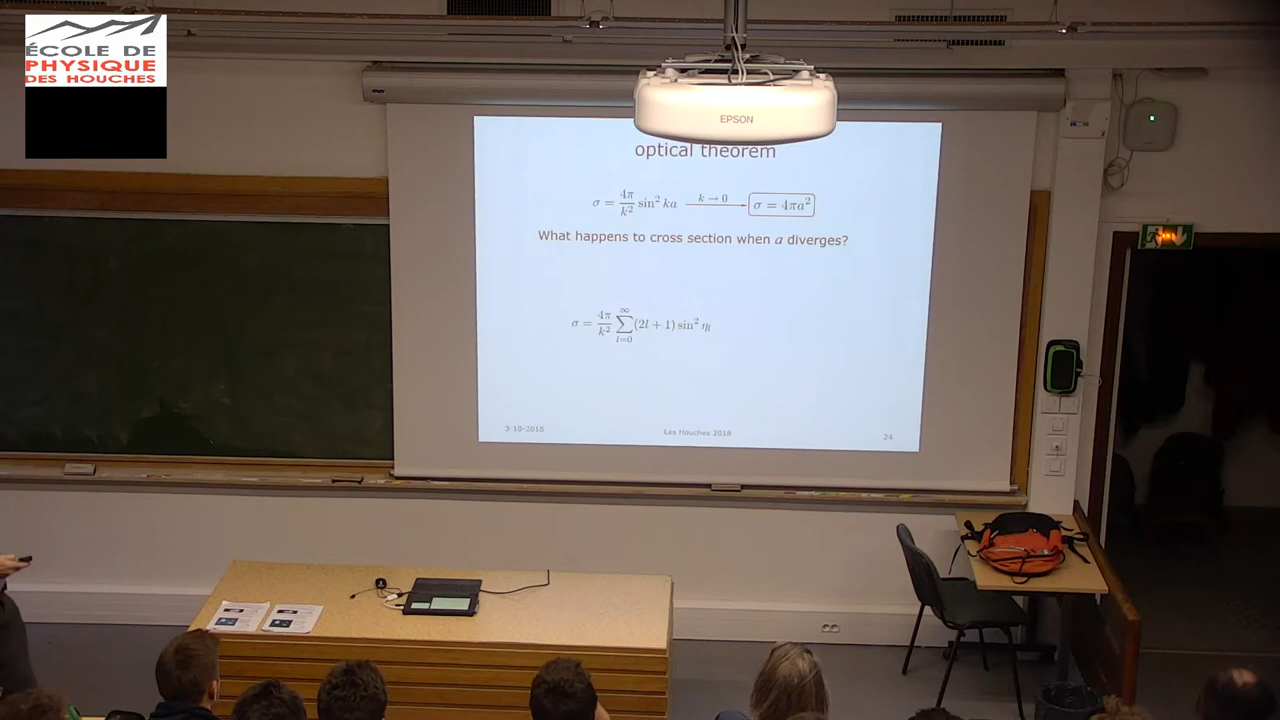 ÉCOLE DE
PHYSIQUE
DES HOUCHES
EPSON
optical theorem
σ = 4π/k² sin² ka k → 0 σ = 4πa²
What happens to cross section when a diverges?
σ = 4π/k² ∑_{l=0}^{∞} (2l + 1) sin² η_l
3-10-2018
Les Houches 2018
24